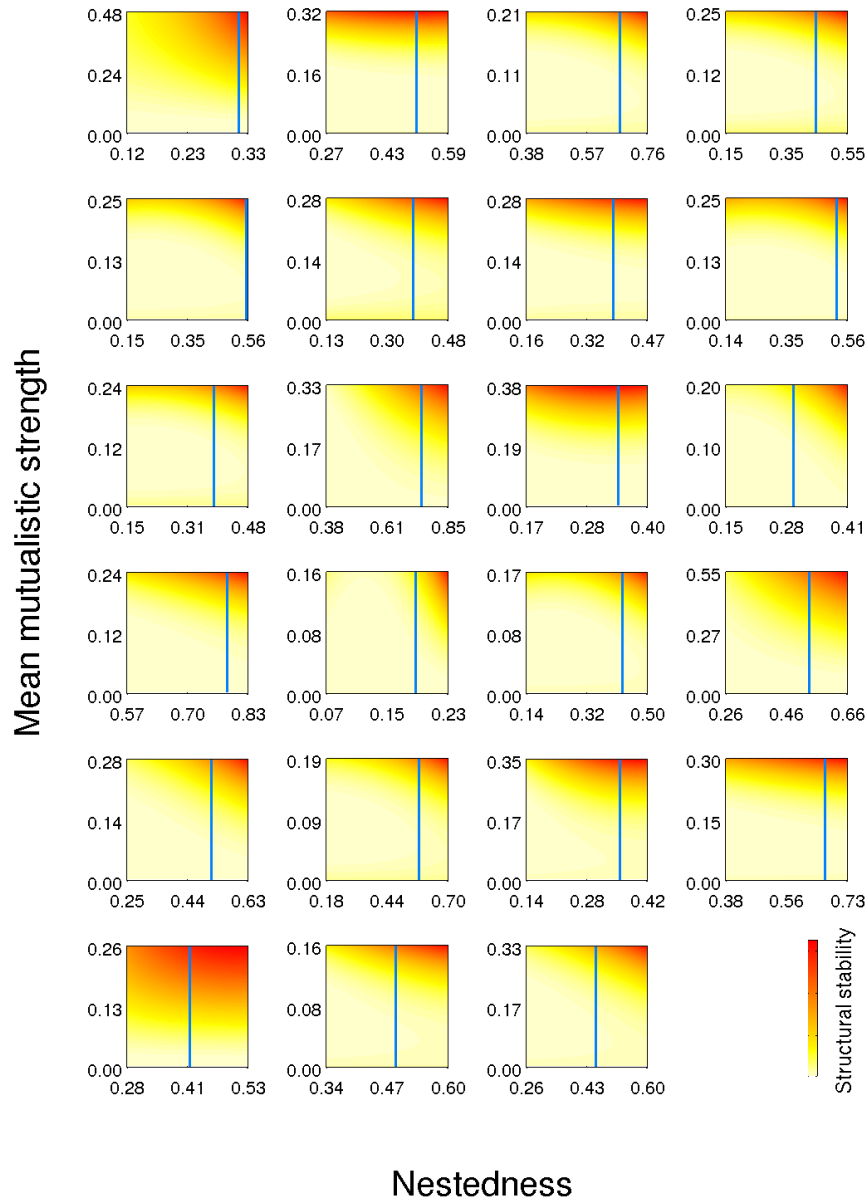 Mean mutualistic strength
0.48 0.32 0.21 0.25
0.24 0.16 0.11 0.12
0.00 0.00 0.00 0.00
0.12 0.23 0.33 0.27 0.43 0.59 0.38 0.57 0.76 0.15 0.35 0.55
0.25 0.28 0.28 0.25
0.13 0.14 0.14 0.13
0.00 0.00 0.00 0.00
0.15 0.35 0.56 0.13 0.30 0.48 0.16 0.32 0.47 0.14 0.35 0.56
0.24 0.33 0.38 0.20
0.12 0.17 0.19 0.10
0.00 0.00 0.00 0.00
0.15 0.31 0.48 0.38 0.61 0.85 0.17 0.28 0.40 0.15 0.28 0.41
0.24 0.16 0.17 0.55
0.12 0.08 0.08 0.27
0.00 0.00 0.00 0.00
0.57 0.70 0.83 0.07 0.15 0.23 0.14 0.32 0.50 0.26 0.46 0.66
0.28 0.19 0.35 0.30
0.14 0.09 0.17 0.15
0.00 0.00 0.00 0.00
0.25 0.44 0.63 0.18 0.44 0.70 0.14 0.28 0.42 0.38 0.56 0.73
0.26 0.16 0.33
0.13 0.08 0.17
0.00 0.00 0.00
0.28 0.41 0.53 0.34 0.47 0.60 0.26 0.43 0.60
Structural stability
Nestedness